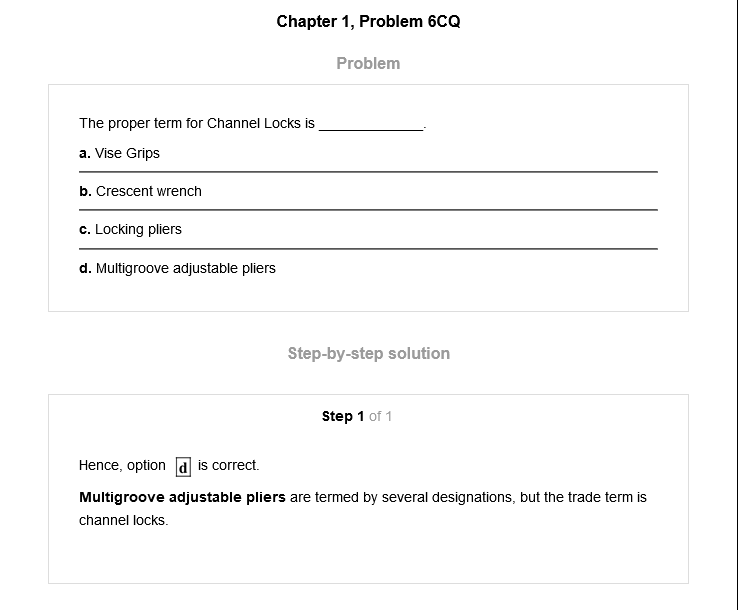 Chapter 1, Problem 6CQ
Problem
The proper term for Channel Locks is ______________.
a. Vise Grips
b. Crescent wrench
c. Locking pliers
d. Multigroove adjustable pliers
Step-by-step solution
Step 1 of 1
Hence, option d is correct.
Multigroove adjustable pliers are termed by several designations, but the trade term is
channel locks.